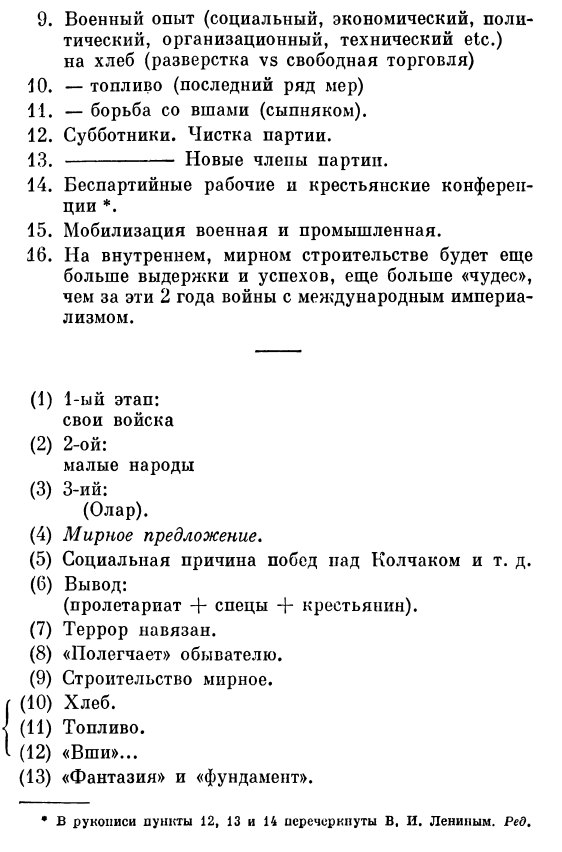 9. Военный опыт (социальный, экономический, поли-
тический, организационный, технический etc.)
на хлеб (разверстка vs свободная торговля)
10. — топливо (последний ряд мер)
11. — борьба со вшами (сыпняком).
12. Субботники. Чистка партии.
13. ———— Новые члены партии.
14. Беспартийные рабочие и крестьянские конферен-
ции *.
15. Мобилизация военная и промышленная.
16. На внутреннем, мирном строительстве будет еще
больше выдержки и успехов, еще больше «чудес»,
чем за эти 2 года войны с международным империа-
лизмом.
(1) 1-ый этап:
свои войска
(2) 2-ой:
малые народы
(3) 3-ий:
(Олар).
(4) Мирное предложение.
(5) Социальная причина побед над Колчаком и т. д.
(6) Вывод:
(пролетариат + спецы + крестьянин).
(7) Террор навязан.
(8) «Полегчает» обывателю.
(9) Строительство мирное.
(10) Хлеб.
(11) Топливо.
(12) «Вши»...
(13) «Фантазия» и «фундамент».
* В рукописи пункты 12, 13 и 14 перечеркнуты В. И. Лениным. Ред.